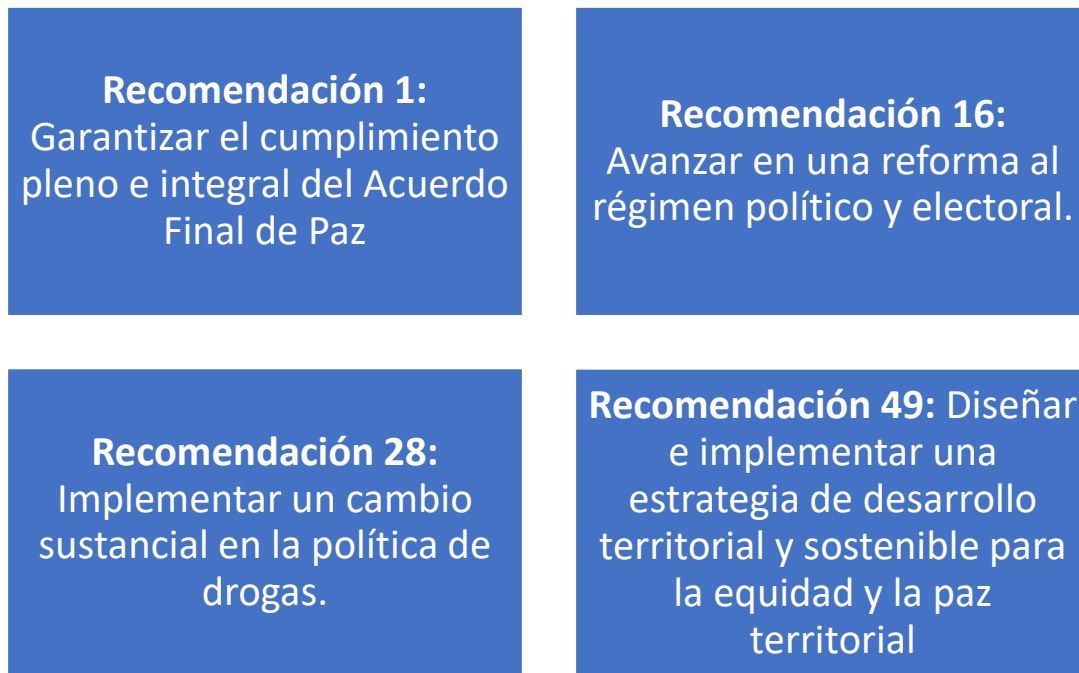 Recomendación 1:
Garantizar el cumplimiento
pleno e integral del Acuerdo
Final de Paz
Recomendación 16:
Avanzar en una reforma al
régimen político y electoral.
Recomendación 28:
Implementar un cambio
sustancial en la política de
drogas.
Recomendación 49: Diseñar
e implementar una
estrategia de desarrollo
territorial y sostenible para
la equidad y la paz
territorial